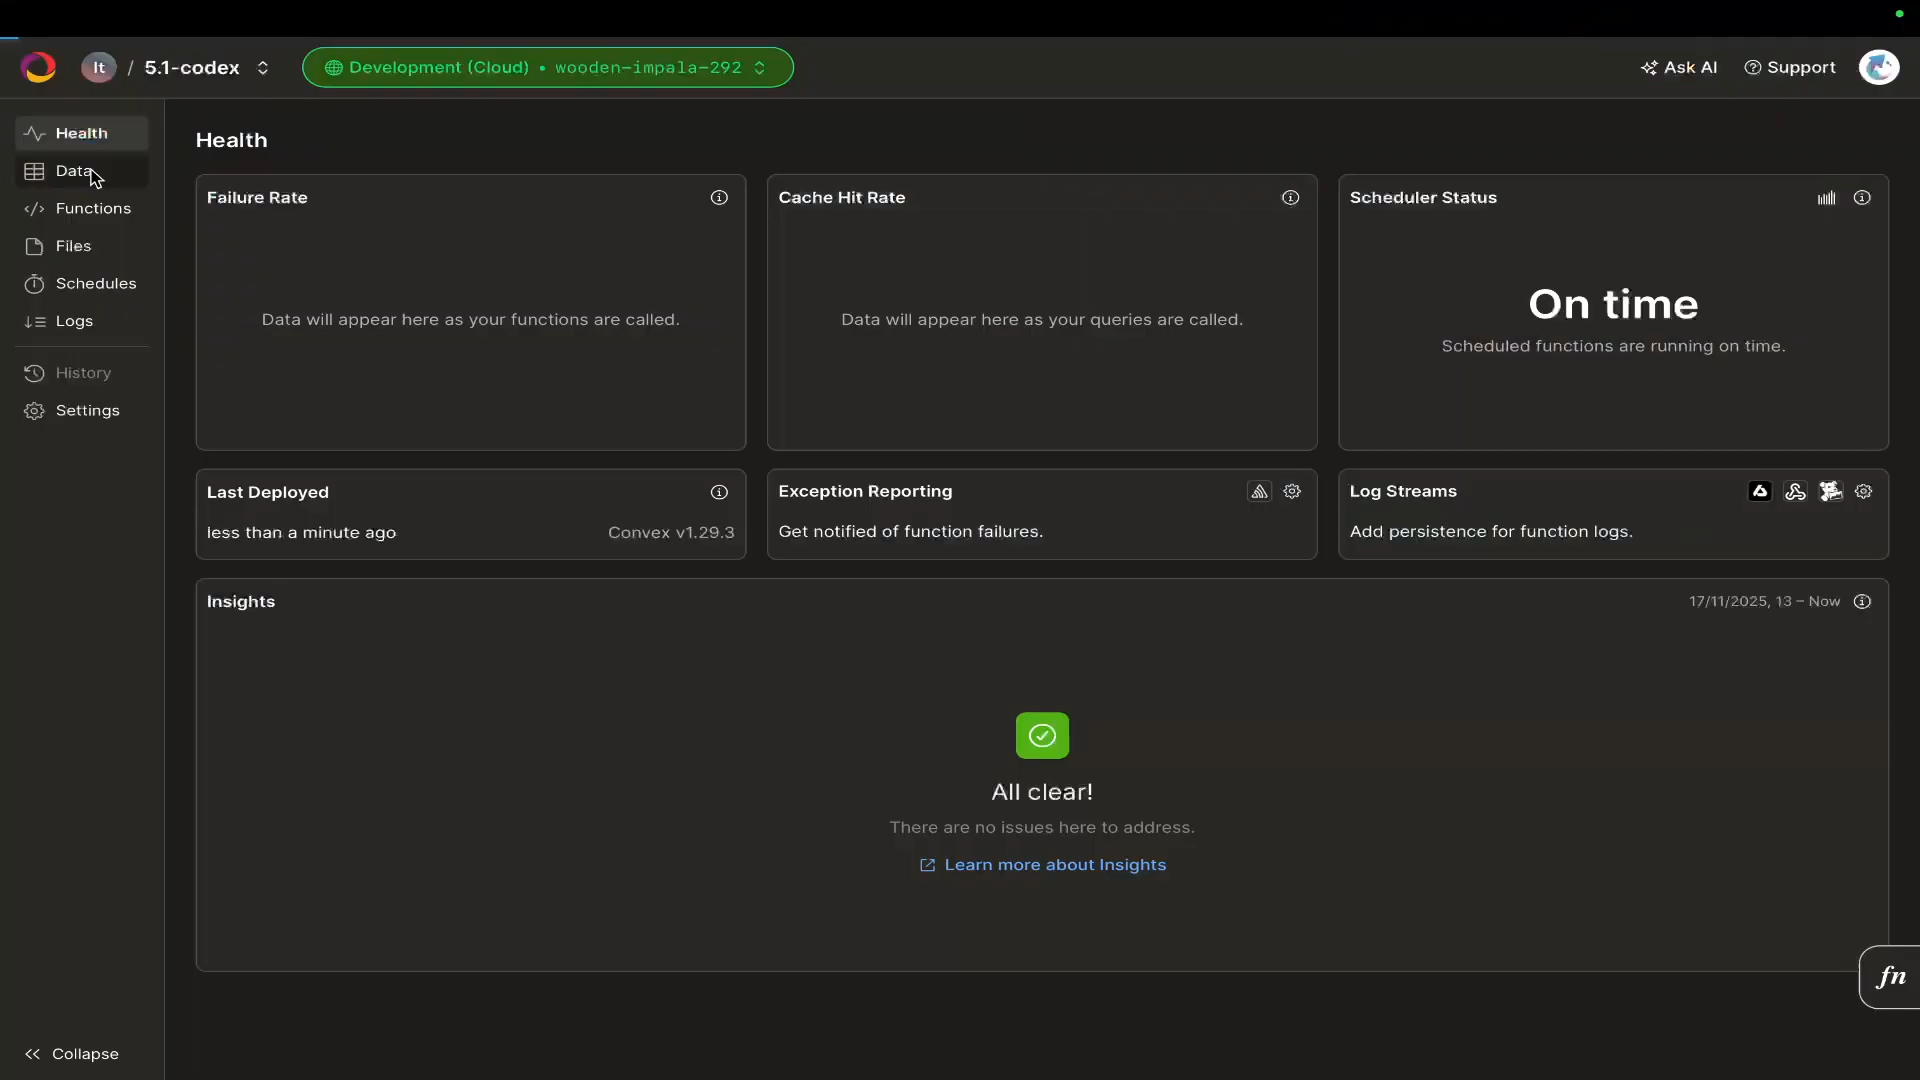 lt / 5.1-codex
Development (Cloud) • wooden-impala-292
Ask AI
Support
Health
Data
Functions
Files
Schedules
Logs
History
Settings
Collapse
Health
Failure Rate
Data will appear here as your functions are called.
Cache Hit Rate
Data will appear here as your queries are called.
Scheduler Status
On time
Scheduled functions are running on time.
Last Deployed
less than a minute ago
Convex v1.29.3
Exception Reporting
Get notified of function failures.
Log Streams
Add persistence for function logs.
Insights
17/11/2025, 13 – Now
All clear!
There are no issues here to address.
Learn more about Insights
fn